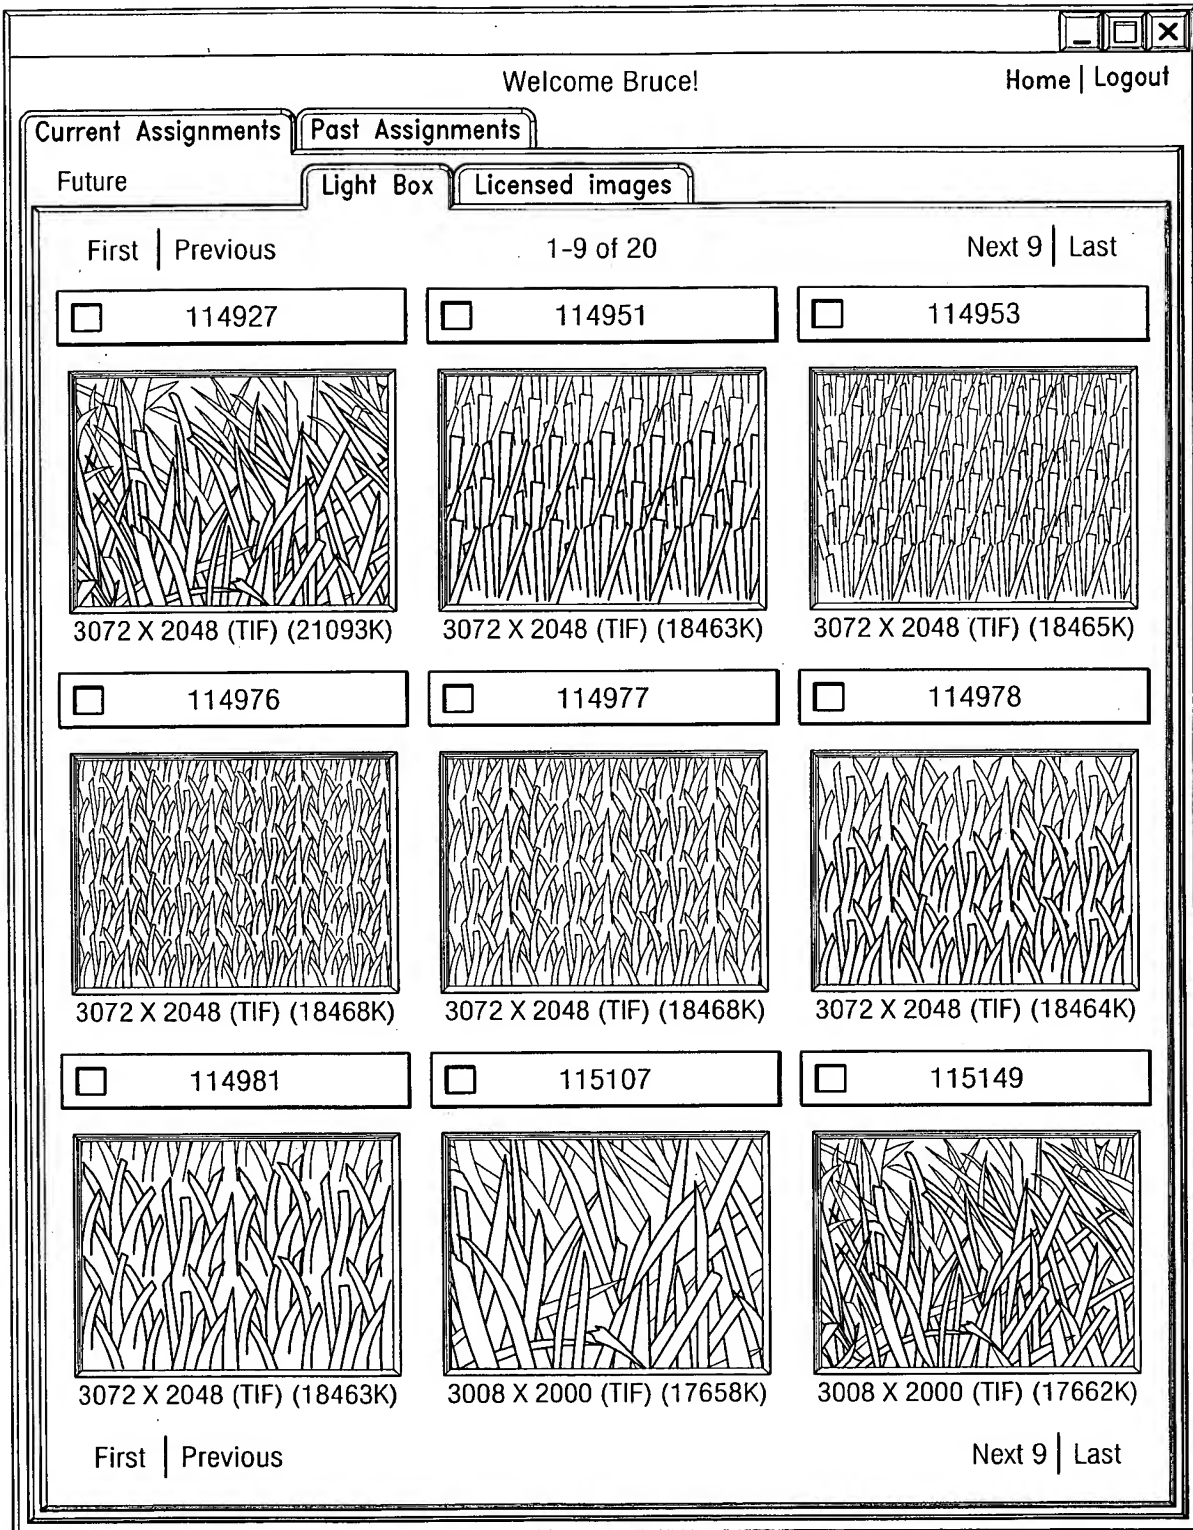 Welcome Bruce!
Home | Logout
Current Assignments
Past Assignments
Future
Light Box
Licensed images
First | Previous
1-9 of 20
Next 9 | Last
114927
114951
114953
3072 X 2048 (TIF) (21093K)
3072 X 2048 (TIF) (18463K)
3072 X 2048 (TIF) (18465K)
114976
114977
114978
3072 X 2048 (TIF) (18468K)
3072 X 2048 (TIF) (18468K)
3072 X 2048 (TIF) (18464K)
114981
115107
115149
3072 X 2048 (TIF) (18463K)
3008 X 2000 (TIF) (17658K)
3008 X 2000 (TIF) (17662K)
First | Previous
Next 9 | Last